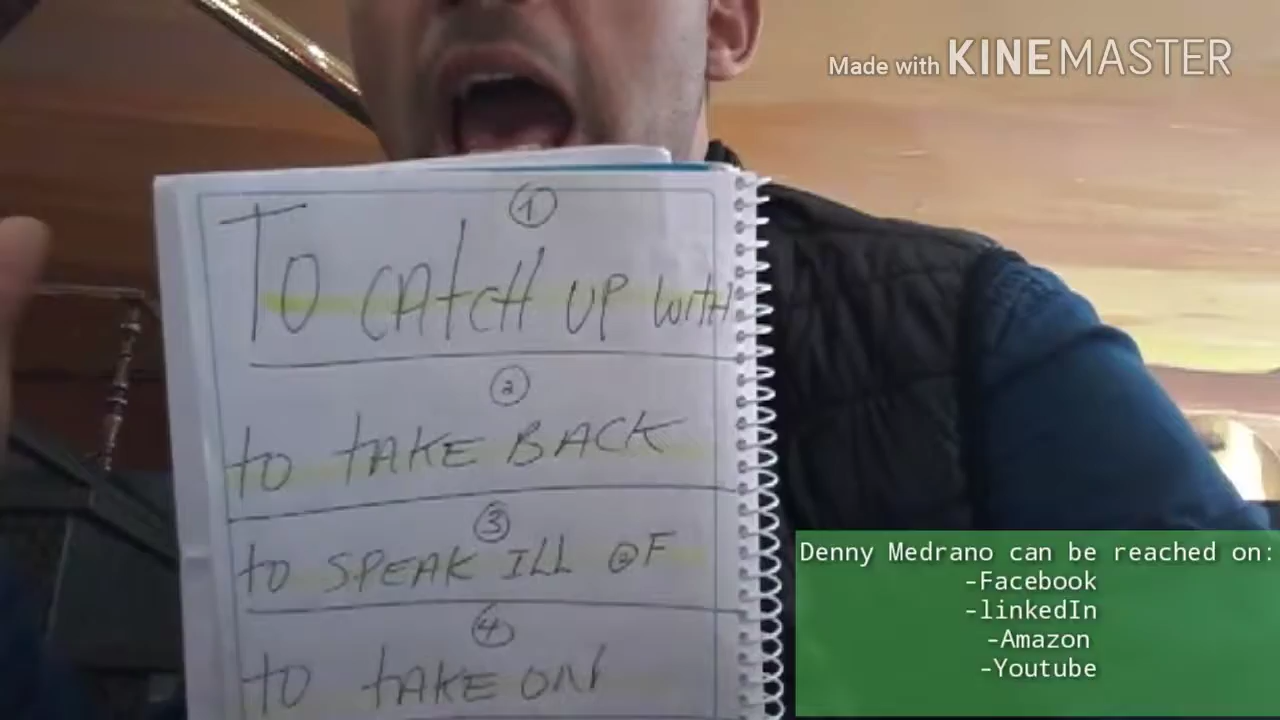 Made with KINEMASTER
1
To CAtCH UP WITH
2
to tAKE BACK
3
to SPEAK ILL OF
4
to tAKE ON
Denny Medrano can be reached on:
-Facebook
-linkedIn
-Amazon
-Youtube